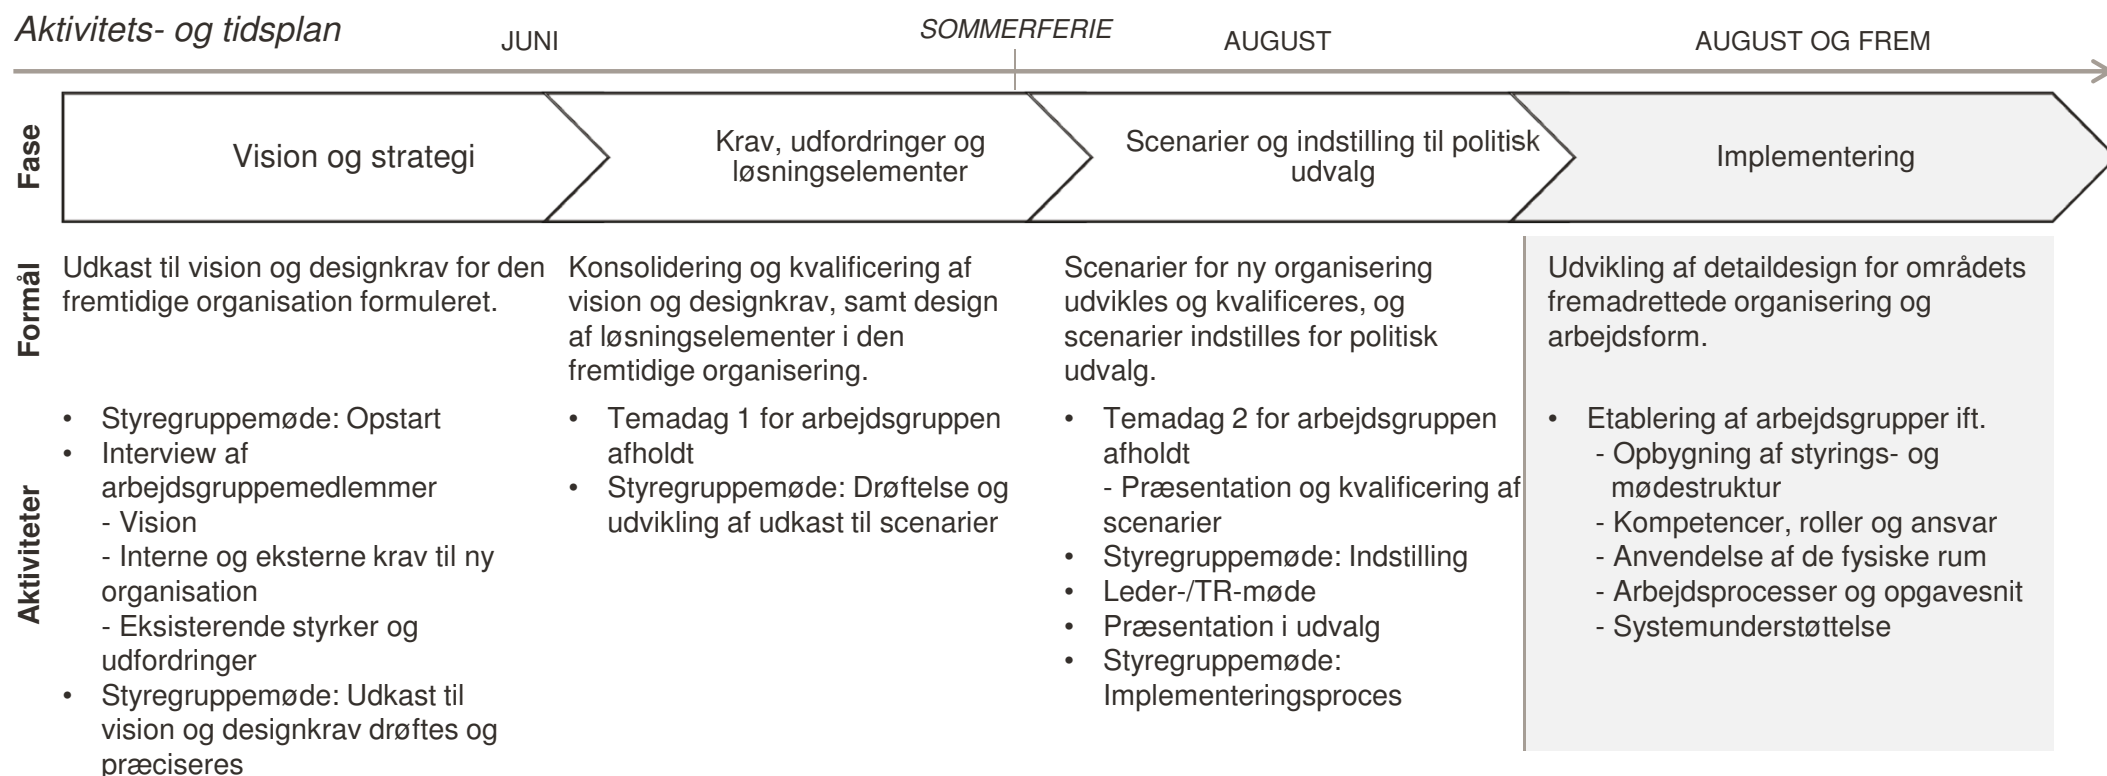 Aktivitets- og tidsplan
JUNI
SOMMERFERIE
AUGUST
AUGUST OG FREM
Fase
Vision og strategi
Krav, udfordringer og
løsningselementer
Scenarier og indstilling til politisk
udvalg
Implementering
Formål
Udkast til vision og designkrav for den
fremtidige organisation formuleret.
Konsolidering og kvalificering af
vision og designkrav, samt design
af løsningselementer i den
fremtidige organisering.
Scenarier for ny organisering
udvikles og kvalificeres, og
scenarier indstilles for politisk
udvalg.
Udvikling af detaildesign for områdets
fremadrettede organisering og
arbejdsform.
Aktiviteter
• Styregruppemøde: Opstart
• Interview af
arbejdsgruppemedlemmer
- Vision
- Interne og eksterne krav til ny
organisation
- Eksisterende styrker og
udfordringer
• Styregruppemøde: Udkast til
vision og designkrav drøftes og
præciseres
• Temadag 1 for arbejdsgruppen
afholdt
• Styregruppemøde: Drøftelse og
udvikling af udkast til scenarier
• Temadag 2 for arbejdsgruppen
afholdt
- Præsentation og kvalificering af
scenarier
• Styregruppemøde: Indstilling
• Leder-/TR-møde
• Præsentation i udvalg
• Styregruppemøde:
Implementeringsproces
• Etablering af arbejdsgrupper ift.
- Opbygning af styrings- og
mødestruktur
- Kompetencer, roller og ansvar
- Anvendelse af de fysiske rum
- Arbejdsprocesser og opgavesnit
- Systemunderstøttelse